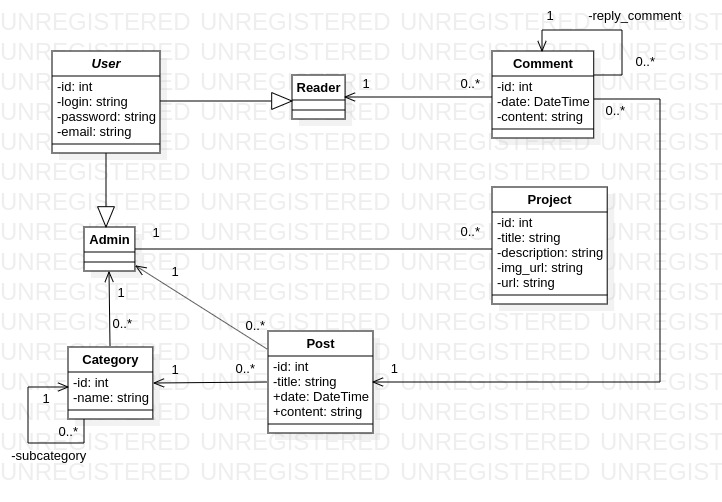 UNREGISTERED UNREGISTERED UNREGISTERED UNREGISTERED
1 -reply_comment
User
-id: int
-login: string
-password: string
-email: string
Reader
1
0..*
Comment
-id: int
-date: DateTime
-content: string
0..*
0..*
Admin
1
0..*
Project
-id: int
-title: string
-description: string
-img_url: string
-url: string
1
1
0..*
0..*
Category
-id: int
-name: string
1
0..*
-subcategory
1
0..*
Post
-id: int
-title: string
+date: DateTime
+content: string
1